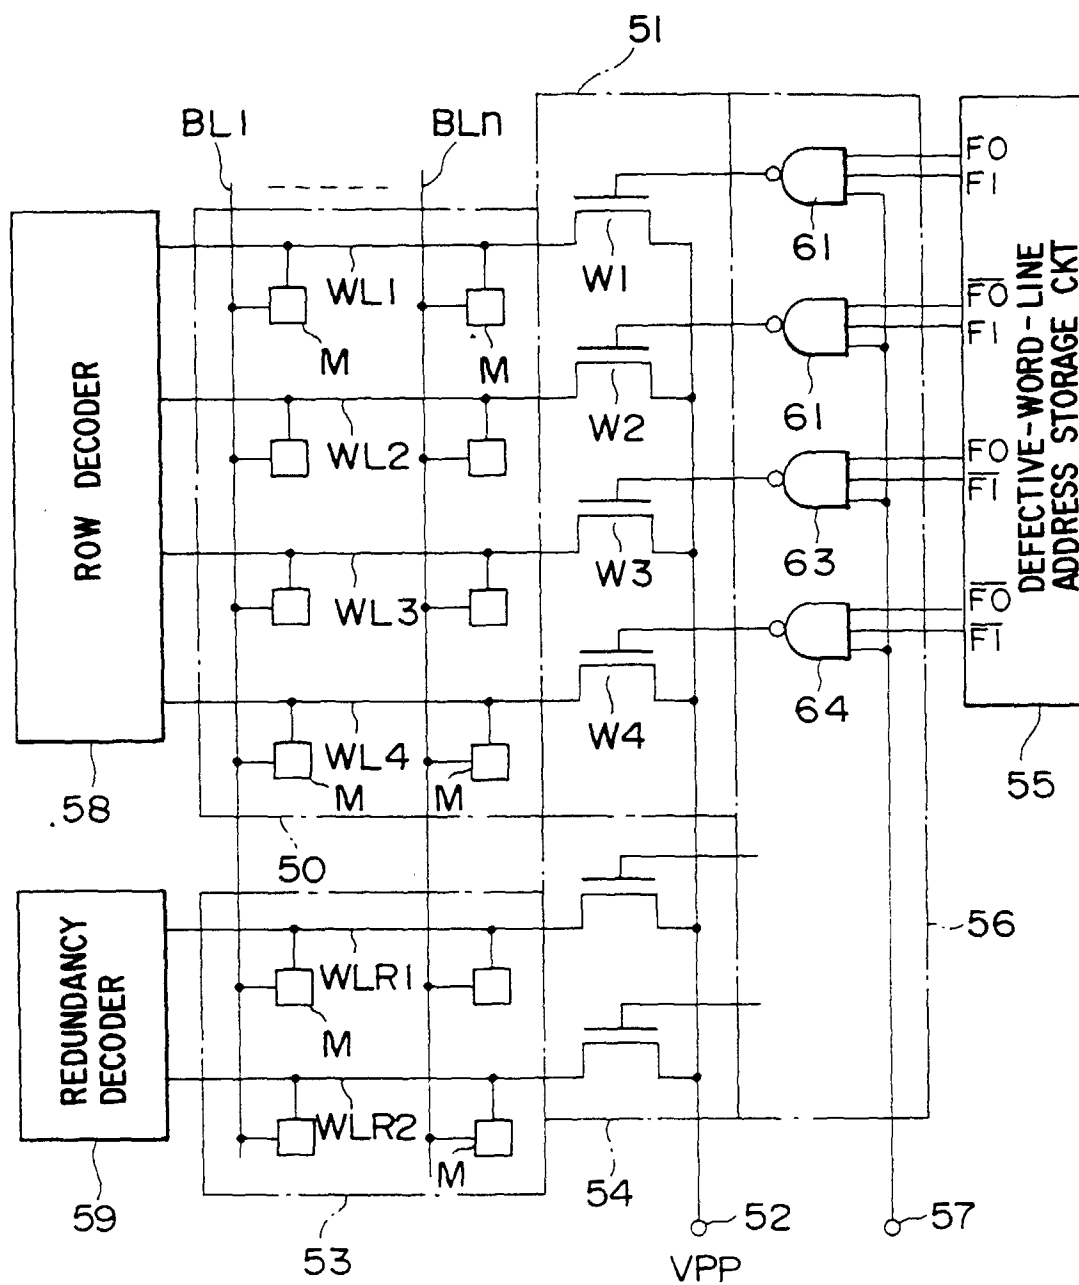 51
BL1
BLn
F0
F1
61
W1
WL1
M
M
F̅0̅
F1
61
W2
WL2
ROW DECODER
F0
F̅1̅
63
W3
WL3
DEFECTIVE-WORD-LINE
ADDRESS STORAGE CKT
F̅0̅
F̅1̅
64
W4
WL4
M
M
58
55
50
56
REDUNDANCY
DECODER
WLR1
M
WLR2
M
59
53
54
52
57
VPP